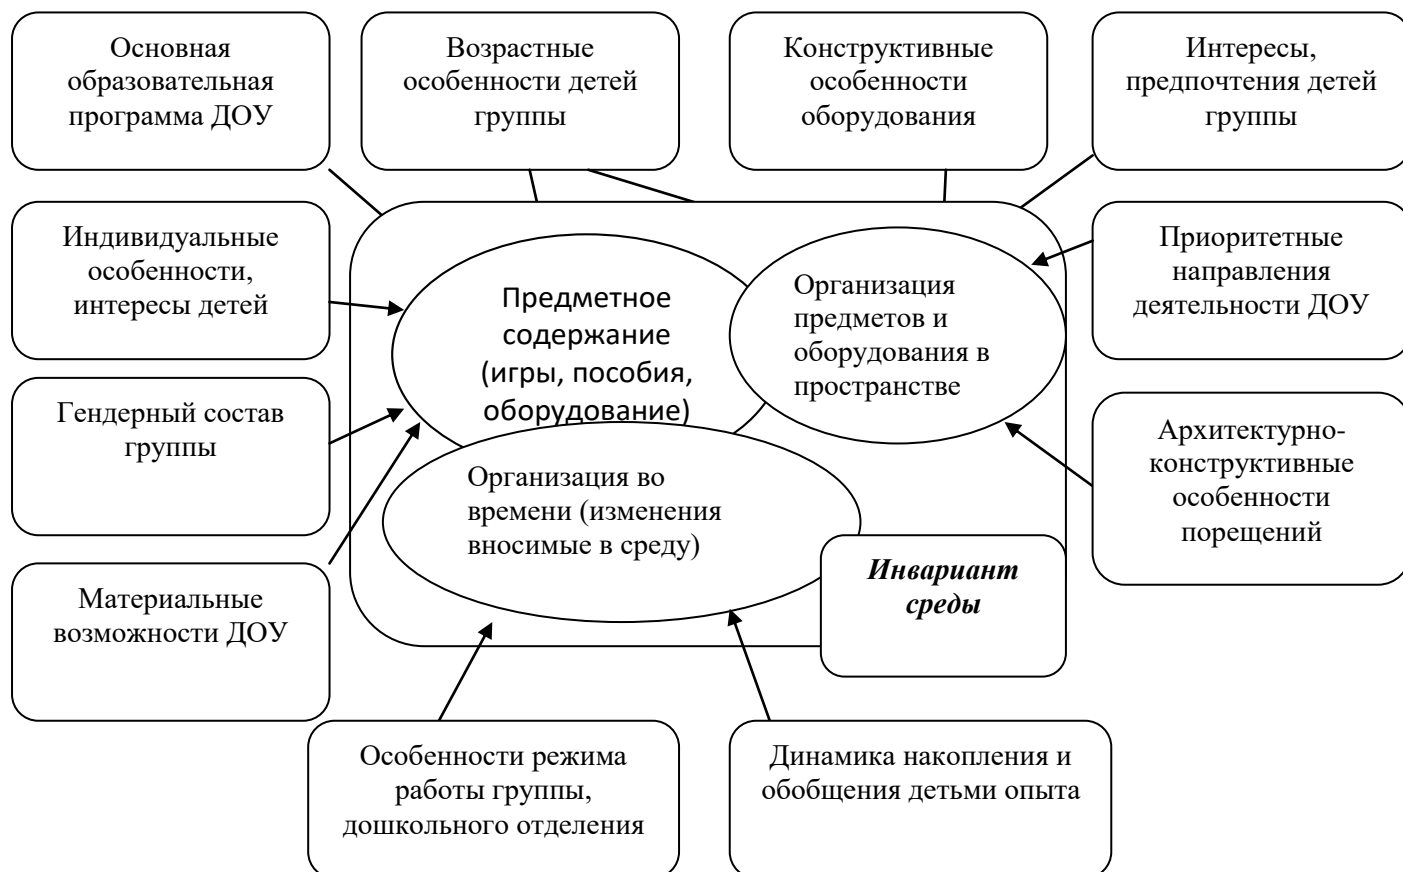 Основная
образовательная
программа ДОУ
Возрастные
особенности детей
группы
Конструктивные
особенности
оборудования
Интересы,
предпочтения детей
группы
Индивидуальные
особенности,
интересы детей
Предметное
содержание
(игры, пособия,
оборудование)
Организация
предметов и
оборудования в
пространстве
Приоритетные
направления
деятельности ДОУ
Гендерный состав
группы
Организация во
времени (изменения
вносимые в среду)
Архитектурно-
конструктивные
особенности
порещений
Инвариант
среды
Материальные
возможности ДОУ
Особенности режима
работы группы,
дошкольного отделения
Динамика накопления и
обобщения детьми опыта